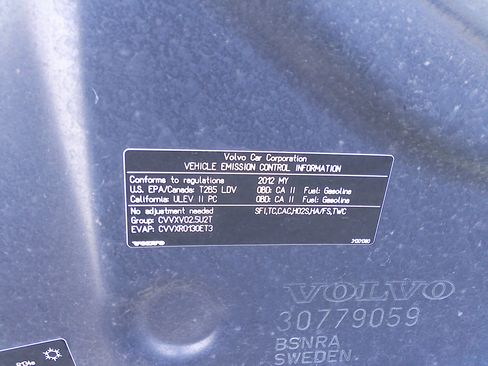 Volvo Car Corporation
VEHICLE EMISSION CONTROL INFORMATION
Conforms to regulations 2012 MY
U.S. EPA/Canada: T2B5 LDV OBD: CA II Fuel: Gasoline
California: ULEV II PC OBD: CA II Fuel: Gasoline
No adjustment needed SFI,TC,CAC,HO2S,HAFS,TWC
Group: CVVXV02.5U2T
EVAP: CVVXR0130ET3
VOLVO
VOLVO
30779059
BSNRA
SWEDEN